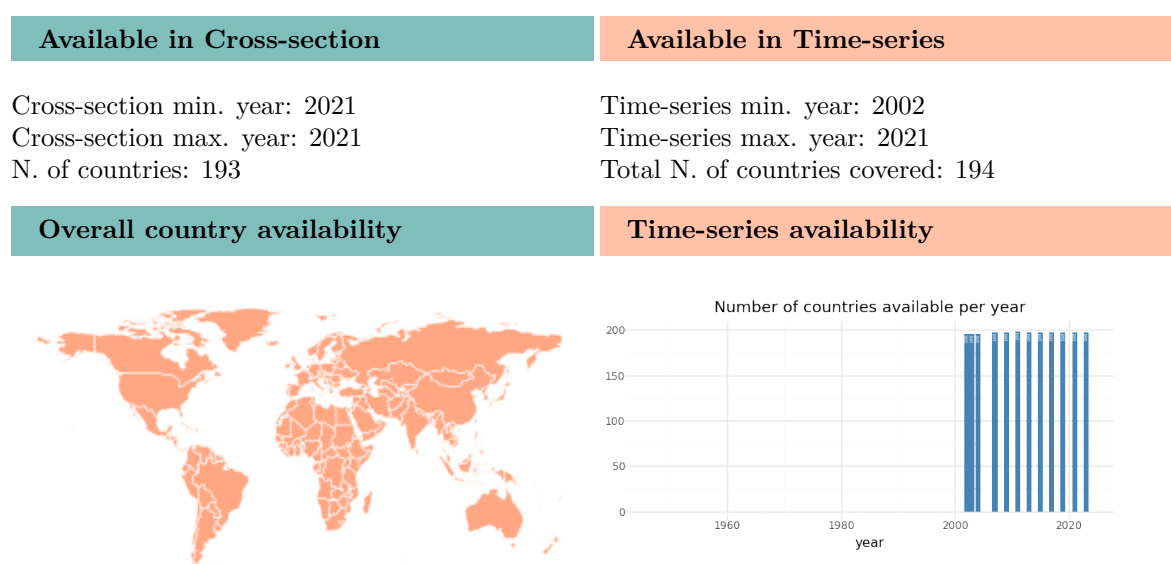 Available in Cross-section
Available in Time-series
Cross-section min. year: 2021
Cross-section max. year: 2021
N. of countries: 193
Time-series min. year: 2002
Time-series max. year: 2021
Total N. of countries covered: 194
Overall country availability
Time-series availability
Number of countries available per year
200
150
100
50
0
1960
1980
2000
2020
year